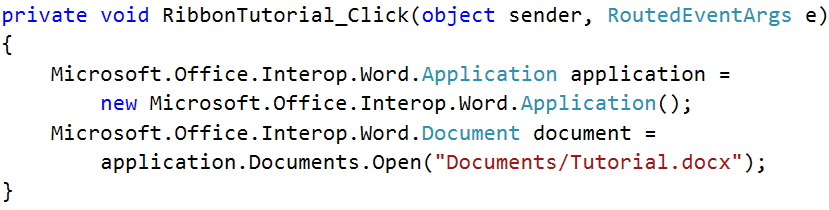 private void RibbonTutorial_Click(object sender, RoutedEventArgs e)
{
    Microsoft.Office.Interop.Word.Application application =
        new Microsoft.Office.Interop.Word.Application();
    Microsoft.Office.Interop.Word.Document document =
        application.Documents.Open("Documents/Tutorial.docx");
}